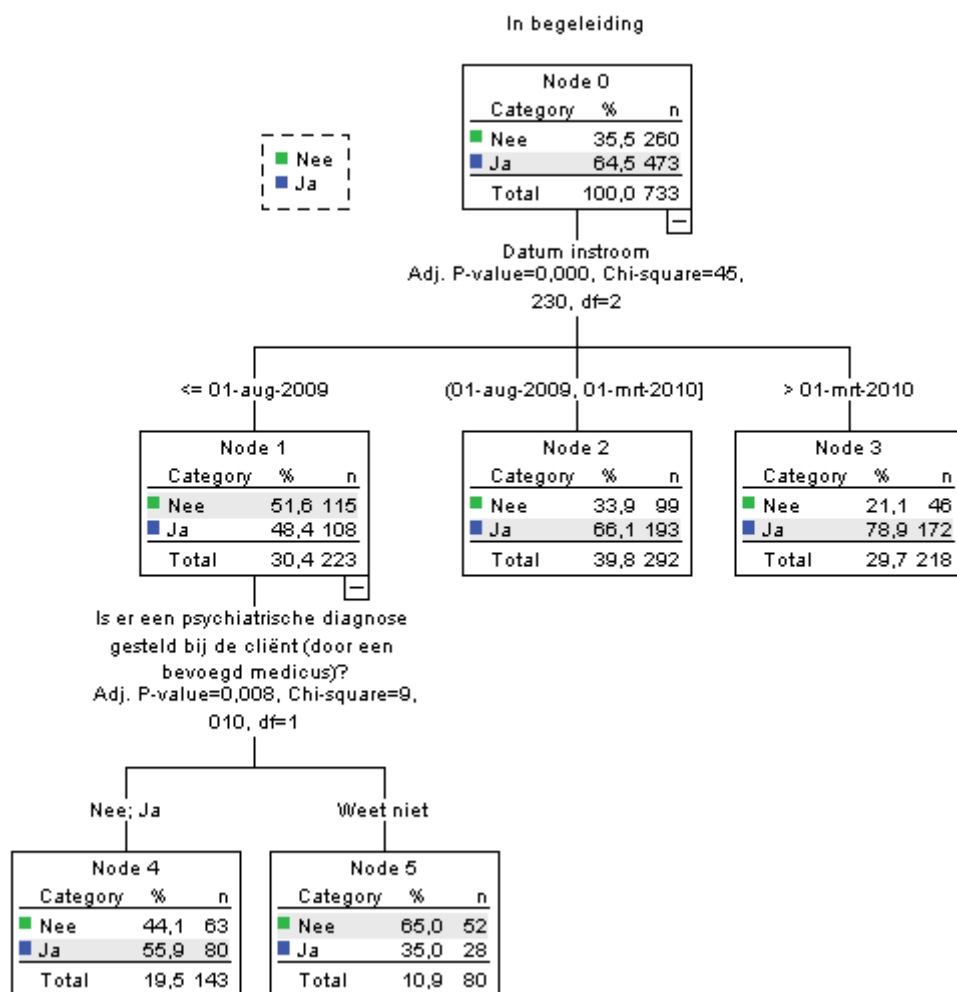 In begeleiding
Nee
Ja
Node 0
Category % n
Nee 35,5 260
Ja 64,5 473
Total 100,0 733
Datum instroom
Adj. P-value=0,000, Chi-square=45,
230, df=2
<= 01-aug-2009
(01-aug-2009, 01-mrt-2010]
> 01-mrt-2010
Node 1
Category % n
Nee 51,6 115
Ja 48,4 108
Total 30,4 223
Node 2
Category % n
Nee 33,9 99
Ja 66,1 193
Total 39,8 292
Node 3
Category % n
Nee 21,1 46
Ja 78,9 172
Total 29,7 218
Is er een psychiatrische diagnose
gesteld bij de cliënt (door een
bevoegd medicus)?
Adj. P-value=0,008, Chi-square=9,
010, df=1
Nee; Ja
Weet niet
Node 4
Category % n
Nee 44,1 63
Ja 55,9 80
Total 19,5 143
Node 5
Category % n
Nee 65,0 52
Ja 35,0 28
Total 10,9 80